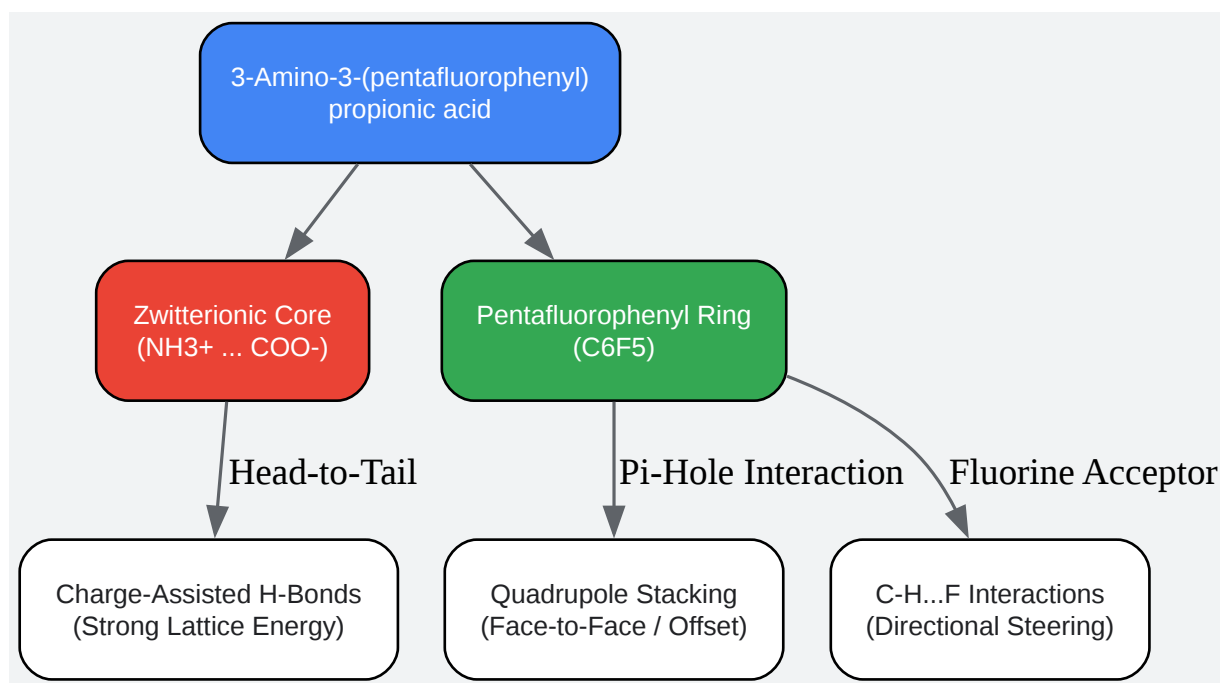 3-Amino-3-(pentafluorophenyl)
propionic acid
Zwitterionic Core
(NH3+ ... COO-)
Pentafluorophenyl Ring
(C6F5)
Head-to-Tail
Pi-Hole Interaction
Fluorine Acceptor
Charge-Assisted H-Bonds
(Strong Lattice Energy)
Quadrupole Stacking
(Face-to-Face / Offset)
C-H...F Interactions
(Directional Steering)